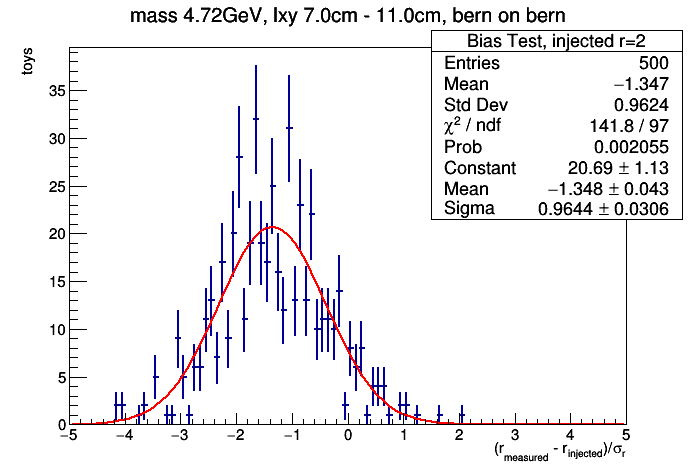 mass 4.72GeV, lxy 7.0cm - 11.0cm, bern on bern
toys
Bias Test, injected r=2
Entries 500
Mean −1.347
Std Dev 0.9624
χ² / ndf 141.8 / 97
Prob 0.002055
Constant 20.69 ± 1.13
Mean −1.348 ± 0.043
Sigma 0.9644 ± 0.0306
35
30
25
20
15
10
5
0
−5 −4 −3 −2 −1 0 1 2 3 4 5
(r_measured - r_injected)/σ_r